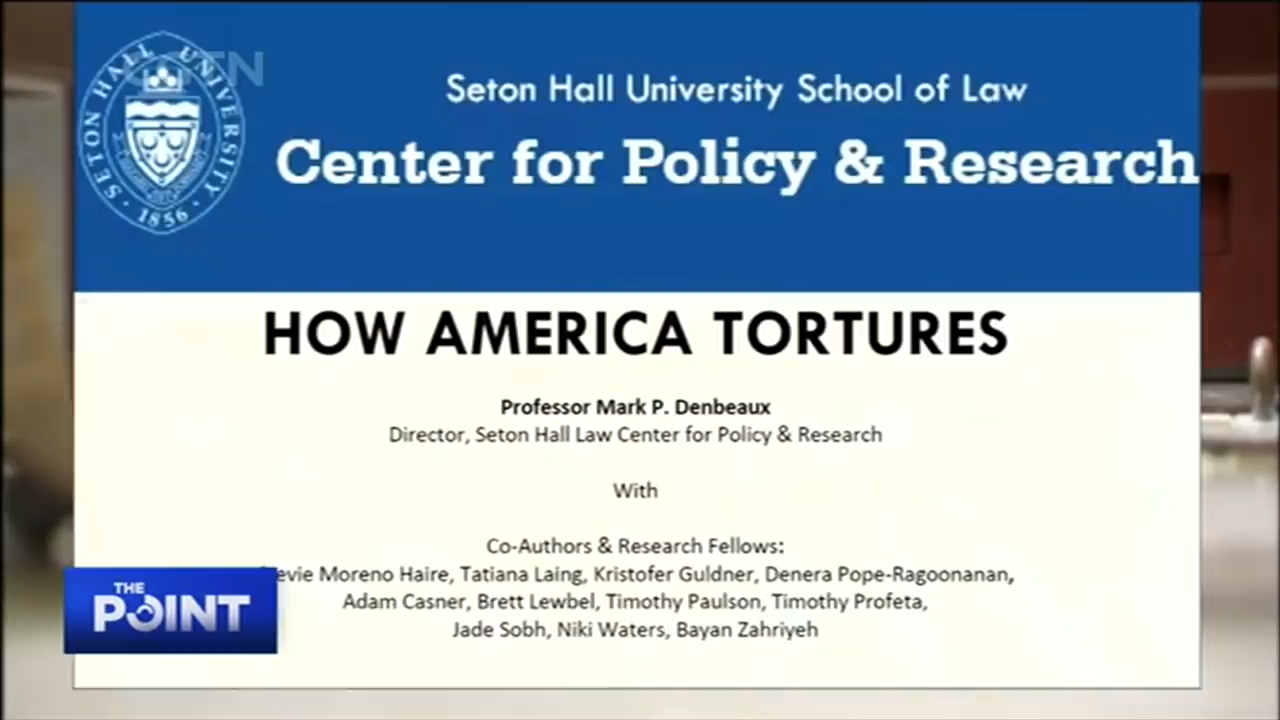 CGTN
SETON HALL UNIVERSITY
1856
Seton Hall University School of Law
Center for Policy & Research
HOW AMERICA TORTURES
Professor Mark P. Denbeaux
Director, Seton Hall Law Center for Policy & Research
With
Co-Authors & Research Fellows:
Moreno Haire, Tatiana Laing, Kristofer Guldner, Denera Pope-Ragoonanan,
Adam Casner, Brett Lewbel, Timothy Paulson, Timothy Profeta,
Jade Sobh, Niki Waters, Bayan Zahriyeh
THE
POINT